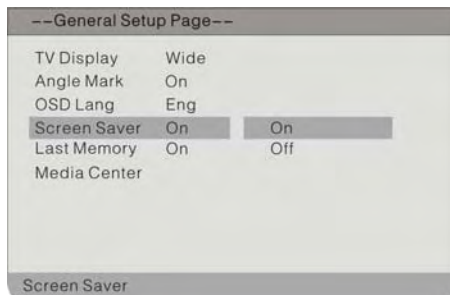 --General Setup Page--
TV Display Wide
Angle Mark On
OSD Lang Eng
Screen Saver On On
Last Memory On Off
Media Center
Screen Saver